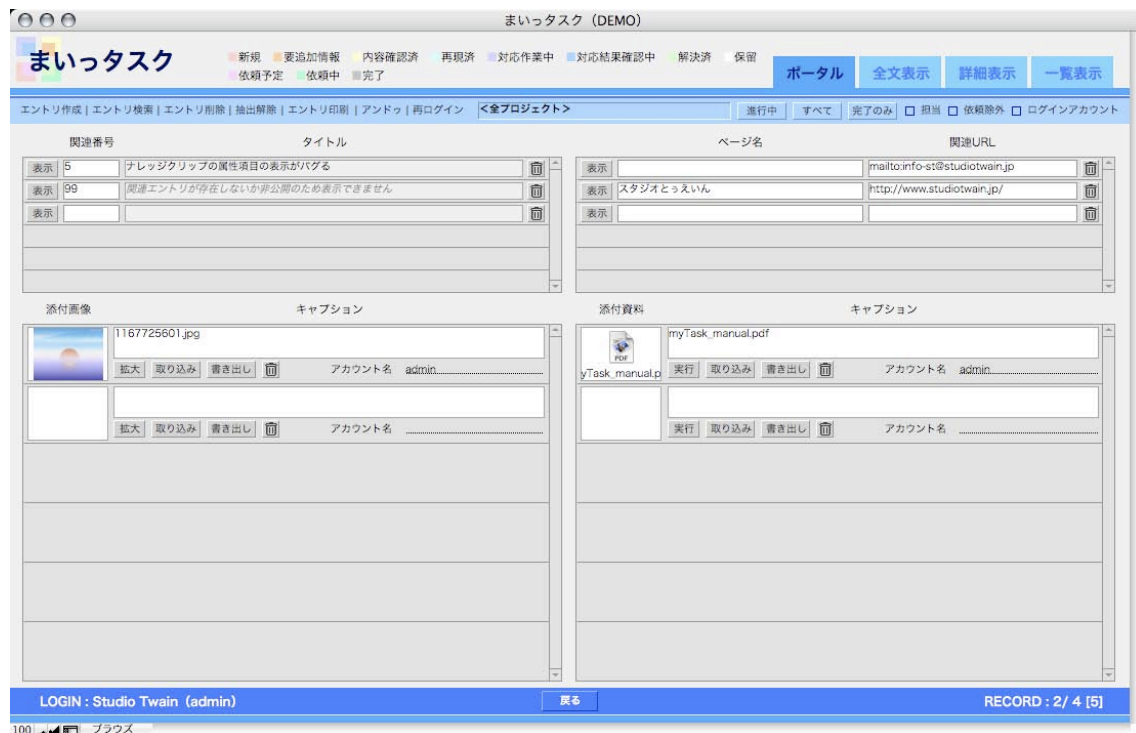 まいっタスク（DEMO）
まいっタスク
新規 要追加情報 内容確認済 再現済 対応作業中 対応結果確認中 解決済 保留
依頼予定 依頼中 完了
ポータル 全文表示 詳細表示 一覧表示
エントリ作成 | エントリ検索 | エントリ削除 | 抽出解除 | エントリ印刷 | アンドゥ | 再ログイン <全プロジェクト> 進行中 すべて 完了のみ 担当 依頼除外 ログインアカウント
関連番号 タイトル
表示 5 ナレッジクリップの属性項目の表示がバグる
表示 99 関連エントリが存在しないか非公開のため表示できません
表示
ページ名 関連URL
表示 mailto:info-st@studiotwain.jp
表示 スタジオとぅえいん http://www.studiotwain.jp/
表示
添付画像 キャプション
1167725601.jpg
拡大 取り込み 書き出し アカウント名 admin
拡大 取り込み 書き出し アカウント名
添付資料 キャプション
myTask_manual.pdf
PDF
yTask_manual.p 実行 取り込み 書き出し アカウント名 admin
実行 取り込み 書き出し アカウント名
LOGIN : Studio Twain（admin） 戻る RECORD : 2/ 4 [5]
100 ブラウズ